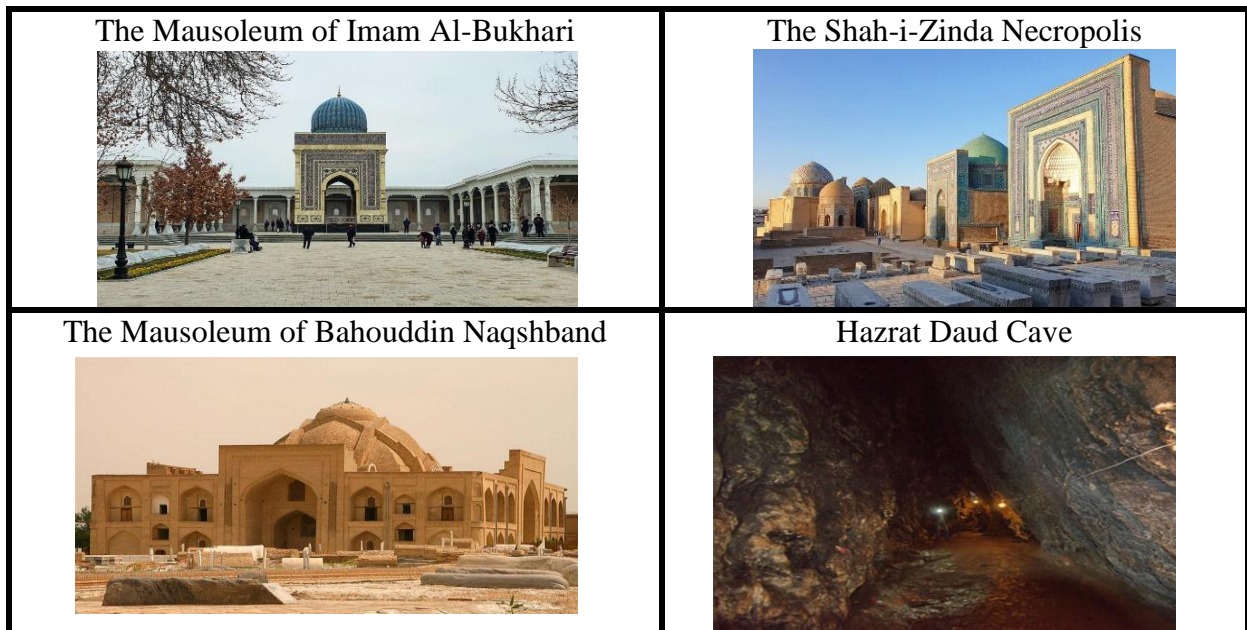 The Mausoleum of Imam Al-Bukhari
The Shah-i-Zinda Necropolis
The Mausoleum of Bahouddin Naqshband
Hazrat Daud Cave